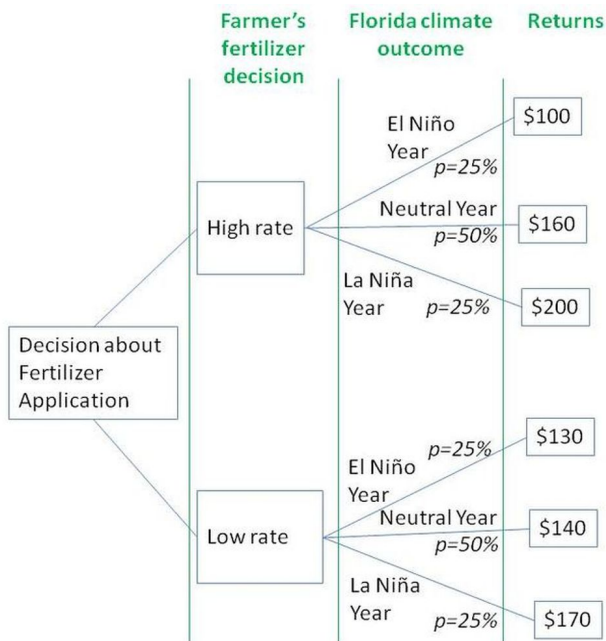 Farmer's
fertilizer
decision
Florida climate
outcome
Returns
El Niño
Year
p=25%
$100
High rate
Neutral Year
p=50%
$160
La Niña
Year
p=25%
$200
Decision about
Fertilizer
Application
El Niño
Year
p=25%
$130
Low rate
Neutral Year
p=50%
$140
La Niña
Year
p=25%
$170